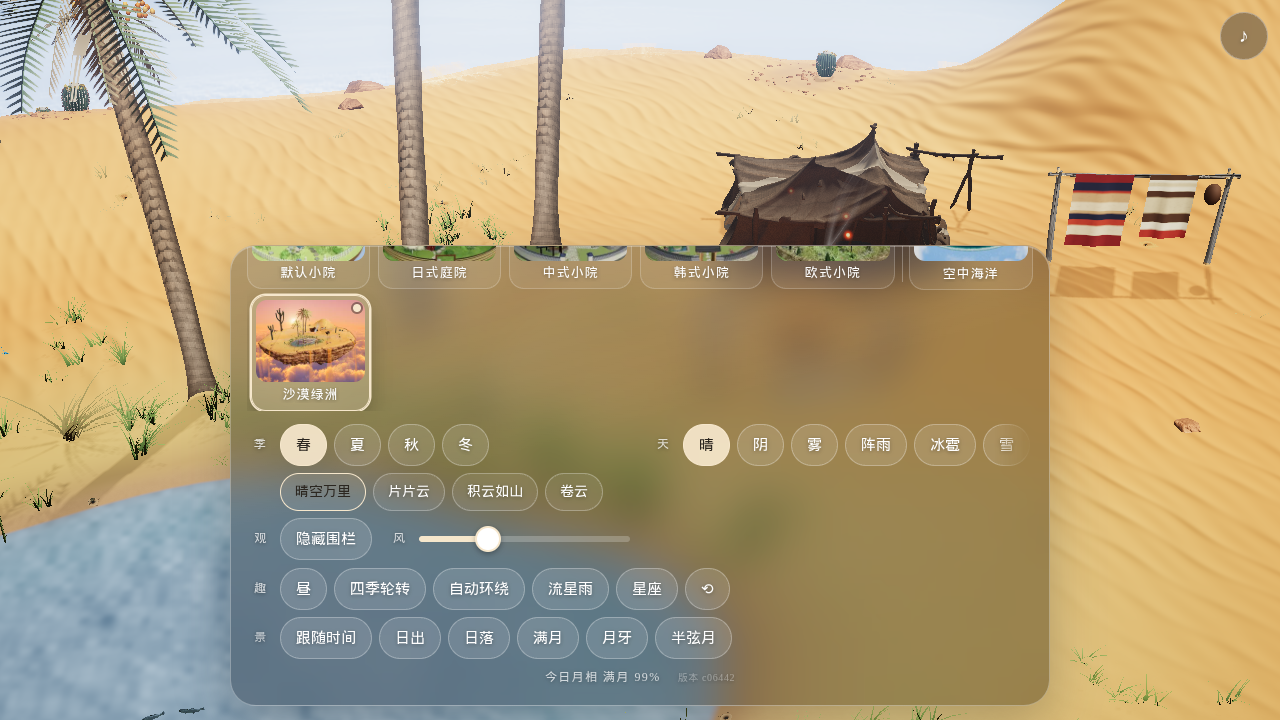 ♪
默认小院 日式庭院 中式小院 韩式小院 欧式小院 空中海洋
沙漠绿洲
季 春 夏 秋 冬 天 晴 阴 雾 阵雨 冰雹 雪
晴空万里 片片云 积云如山 卷云
观 隐藏围栏 风
趣 昼 四季轮转 自动环绕 流星雨 星座 ⟲
景 跟随时间 日出 日落 满月 月牙 半弦月
今日月相 满月 99% 版本 c06442